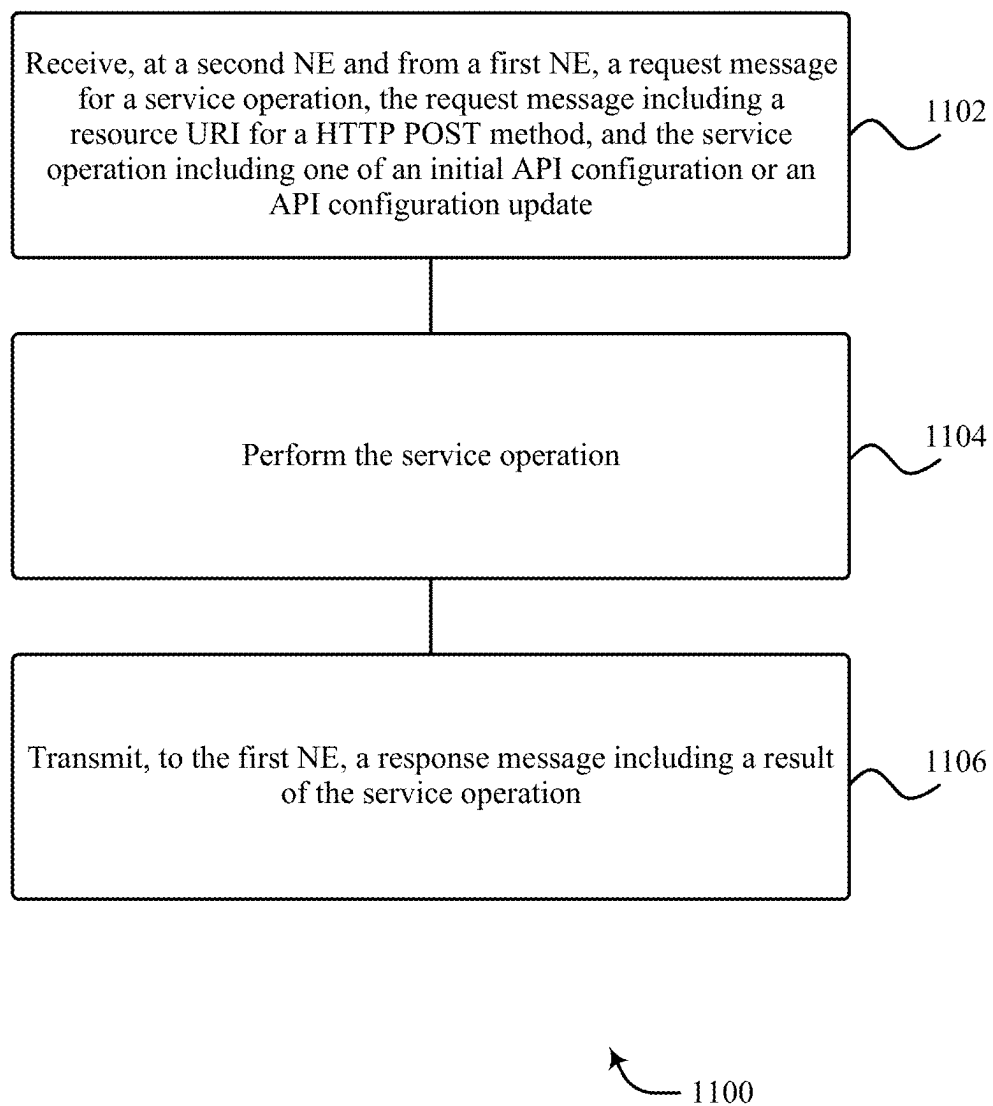 Receive, at a second NE and from a first NE, a request message
for a service operation, the request message including a
resource URI for a HTTP POST method, and the service
operation including one of an initial API configuration or an
API configuration update
1102
Perform the service operation
1104
Transmit, to the first NE, a response message including a result
of the service operation
1106
1100